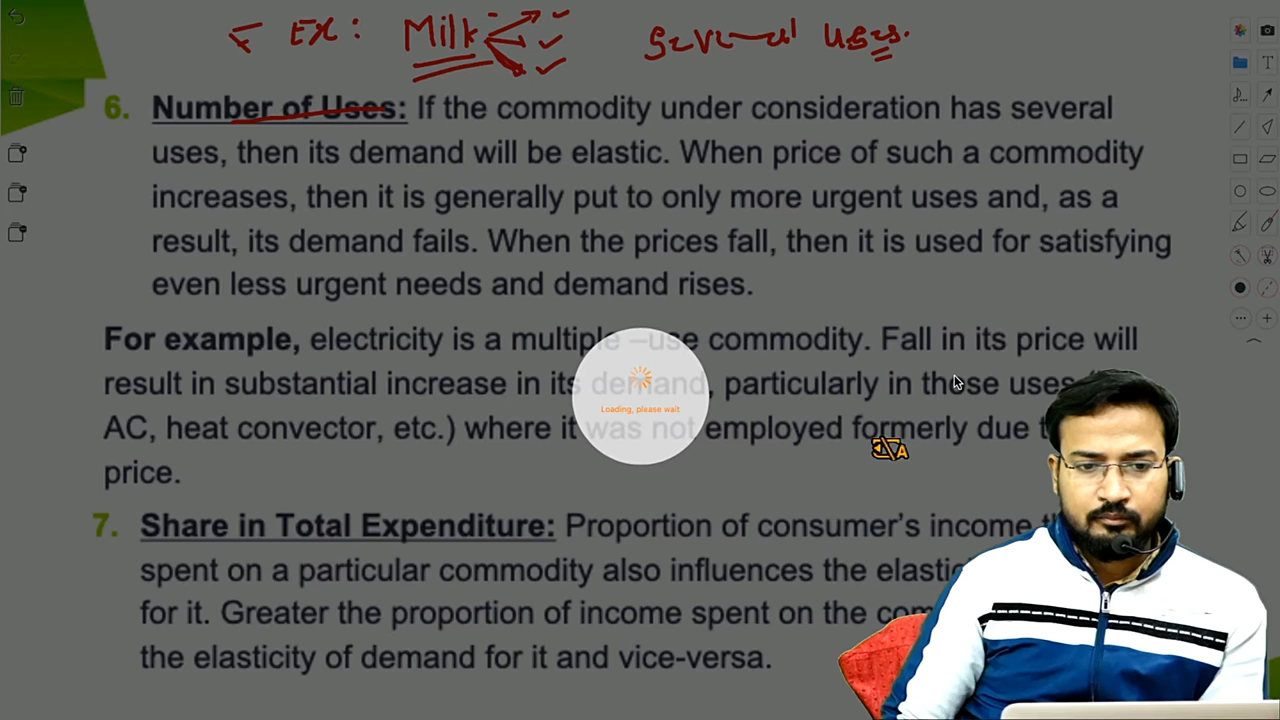 Ex: Milk several uses.
6. Number of Uses: If the commodity under consideration has several
uses, then its demand will be elastic. When price of such a commodity
increases, then it is generally put to only more urgent uses and, as a
result, its demand fails. When the prices fall, then it is used for satisfying
even less urgent needs and demand rises.
For example, electricity is a multiple –use commodity. Fall in its price will
result in substantial increase in its demand, particularly in those uses
AC, heat convector, etc.) where it was not employed formerly due
price.
Loading, please wait
7. Share in Total Expenditure: Proportion of consumer's income
spent on a particular commodity also influences the
for it. Greater the proportion of income spent on the
the elasticity of demand for it and vice-versa.